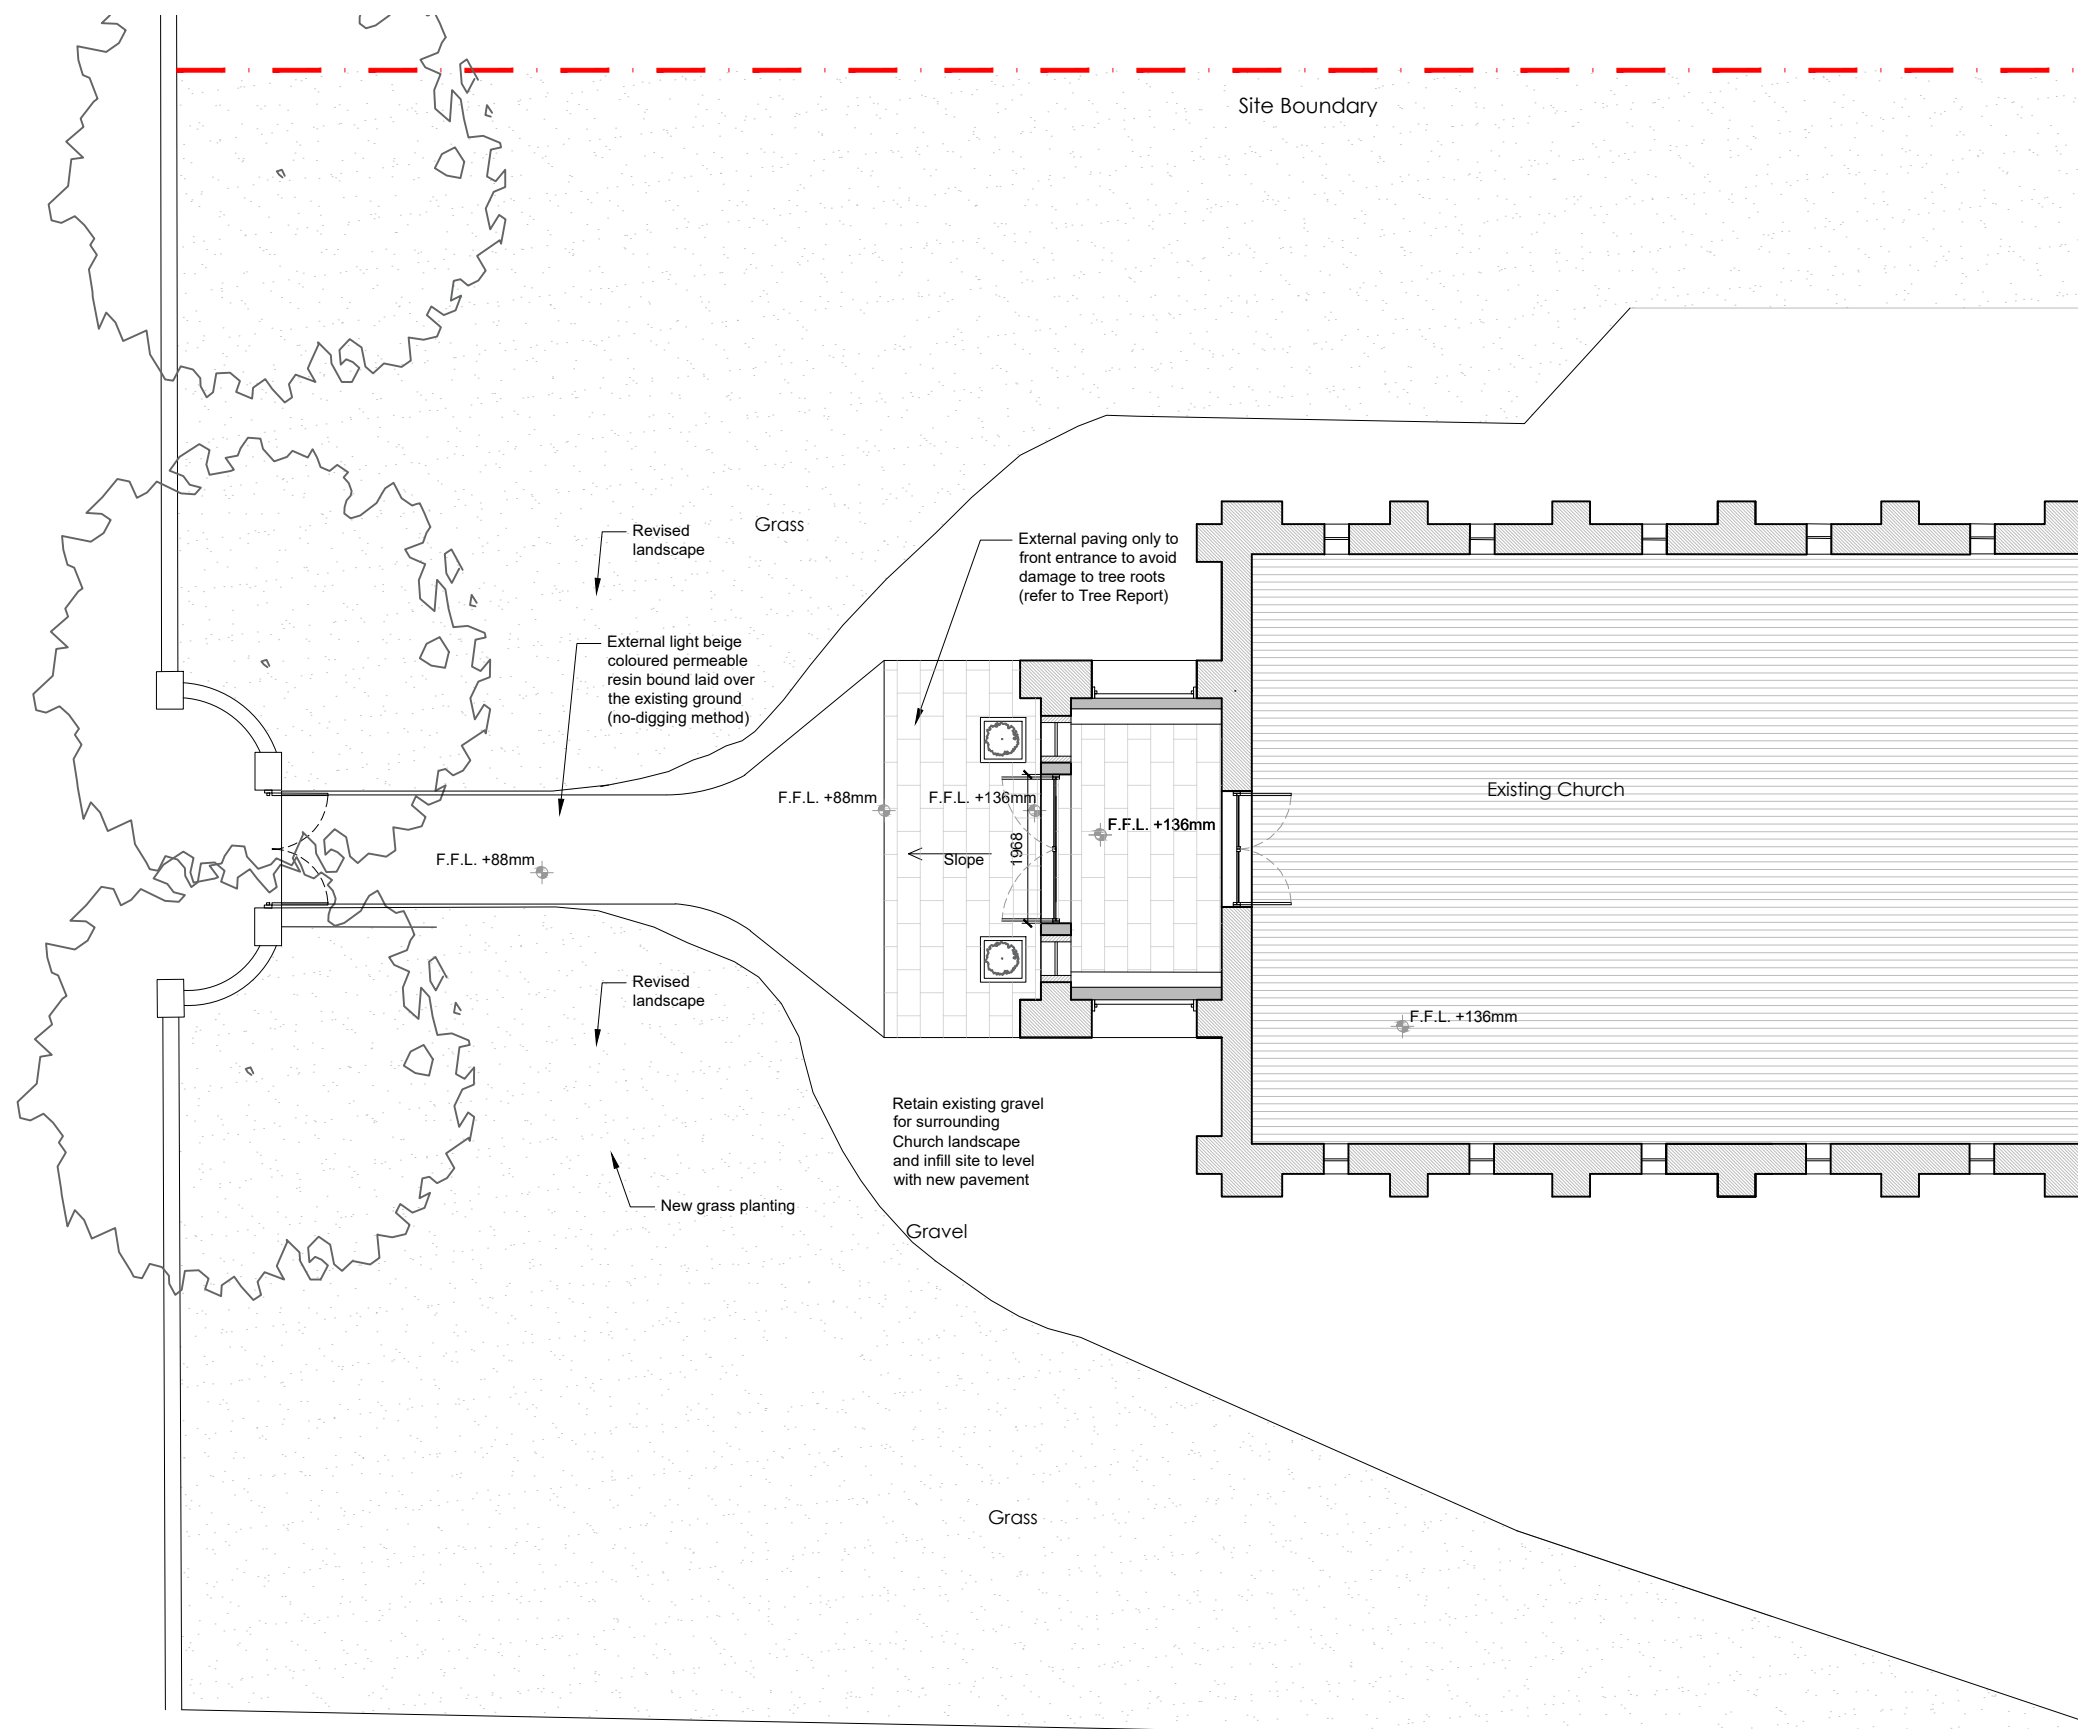 Site Boundary
Grass
Revised
landscape
External paving only to
front entrance to avoid
damage to tree roots
(refer to Tree Report)
External light beige
coloured permeable
resin bound laid over
the existing ground
(no-digging method)
Existing Church
F.F.L. +88mm
F.F.L. +136mm
F.F.L. +136mm
1968
Slope
F.F.L. +88mm
Revised
landscape
F.F.L. +136mm
Retain existing gravel
for surrounding
Church landscape
and infill site to level
with new pavement
New grass planting
Gravel
Grass